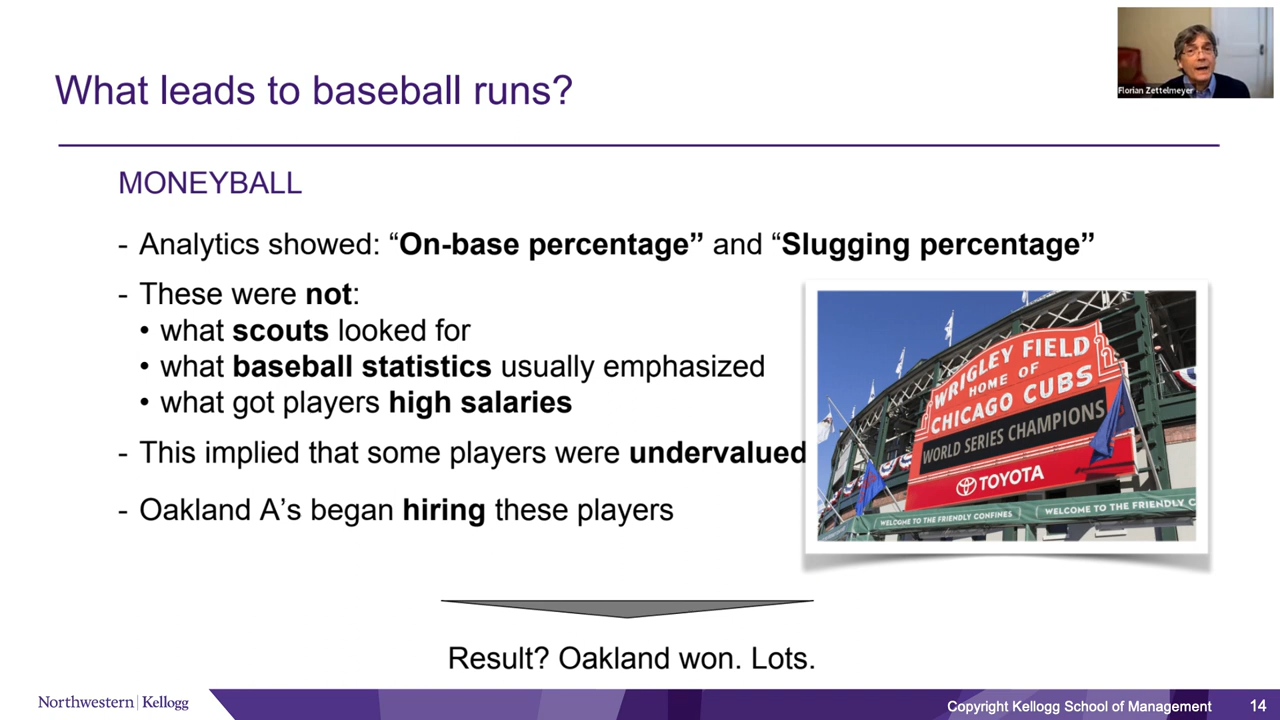 What leads to baseball runs?
Florian Zettelmeyer
MONEYBALL
- Analytics showed: “On-base percentage” and “Slugging percentage”
- These were not:
• what scouts looked for
• what baseball statistics usually emphasized
• what got players high salaries
- This implied that some players were undervalued
- Oakland A’s began hiring these players
WRIGLEY FIELD
HOME OF
CHICAGO CUBS
WORLD SERIES CHAMPIONS
TOYOTA
WELCOME TO THE FRIENDLY CONFINES
WELCOME TO THE FRIENDLY C
Result? Oakland won. Lots.
Northwestern | Kellogg
Copyright Kellogg School of Management
14